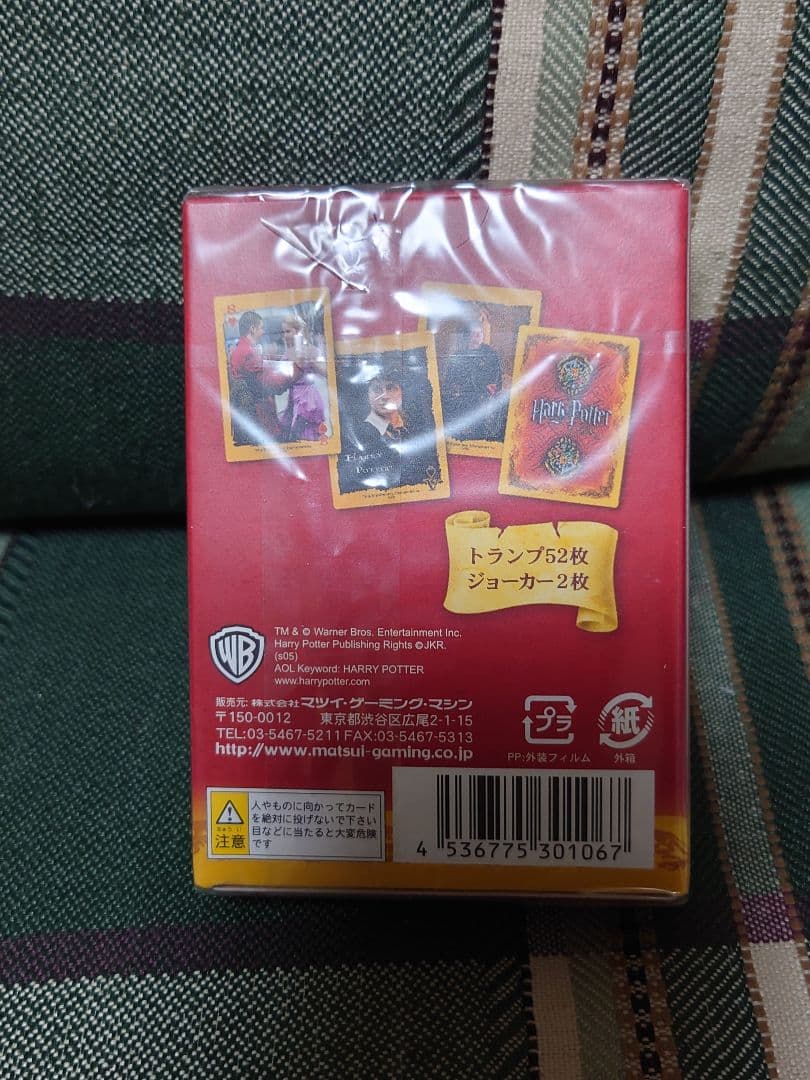 8
Harry
Potter
Harry Potter
トランプ52枚
ジョーカー2枚
WB
TM & © Warner Bros. Entertainment Inc.
Harry Potter Publishing Rights ©JKR.
(s05)
AOL Keyword: HARRY POTTER
www.harrypotter.com
販売元: 株式会社マツイ・ゲーミング・マシン
〒150-0012 東京都渋谷区広尾2-1-15
TEL:03-5467-5211 FAX:03-5467-5313
http://www.matsui-gaming.co.jp
プラ
PP:外装フィルム
紙
外箱
ちゅうい
注意
人やものに向かってカード
を絶対に投げないで下さい
目などに当たると大変危険
です
4 536775 301067